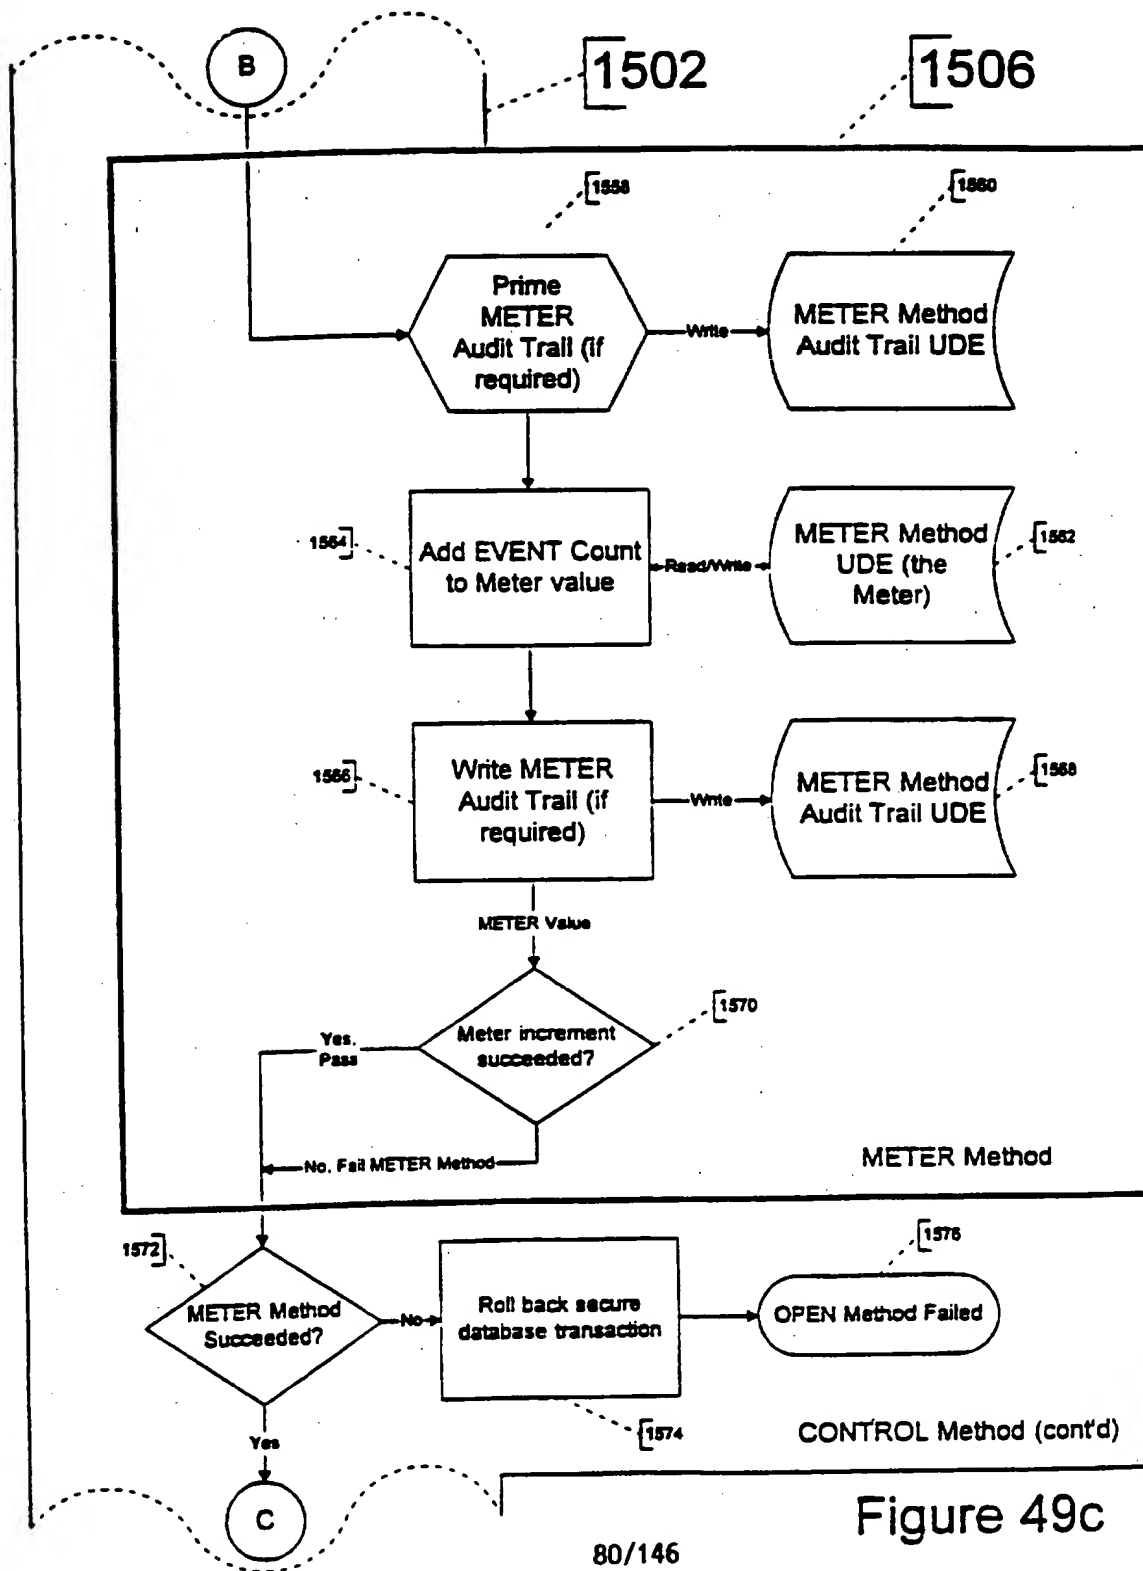 B
1502
1506
1558
1560
Prime
METER
Audit Trail (if
required)
Write
METER Method
Audit Trail UDE
1564
Add EVENT Count
to Meter value
Read/Write
METER Method
UDE (the
Meter)
1562
1566
Write METER
Audit Trail (if
required)
Write
METER Method
Audit Trail UDE
1568
METER Value
Meter increment
succeeded?
1570
Yes,
Pass
No, Fail METER Method
METER Method
1572
METER Method
Succeeded?
No
Roll back secure
database transaction
1576
OPEN Method Failed
1574
Yes
CONTROL Method (cont'd)
C
Figure 49c
80/146